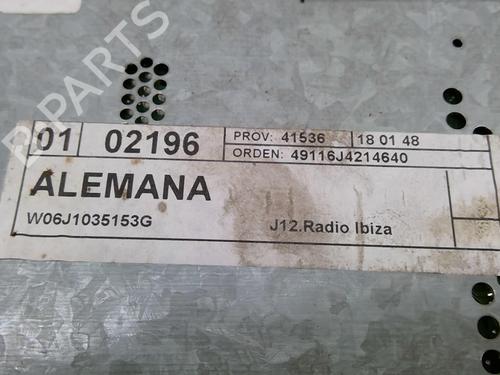 B-PARTS
01 02196 PROV: 41536 18 01 48
ORDEN: 49116J4214640
ALEMANA
W06J1035153G J12.Radio Ibiza